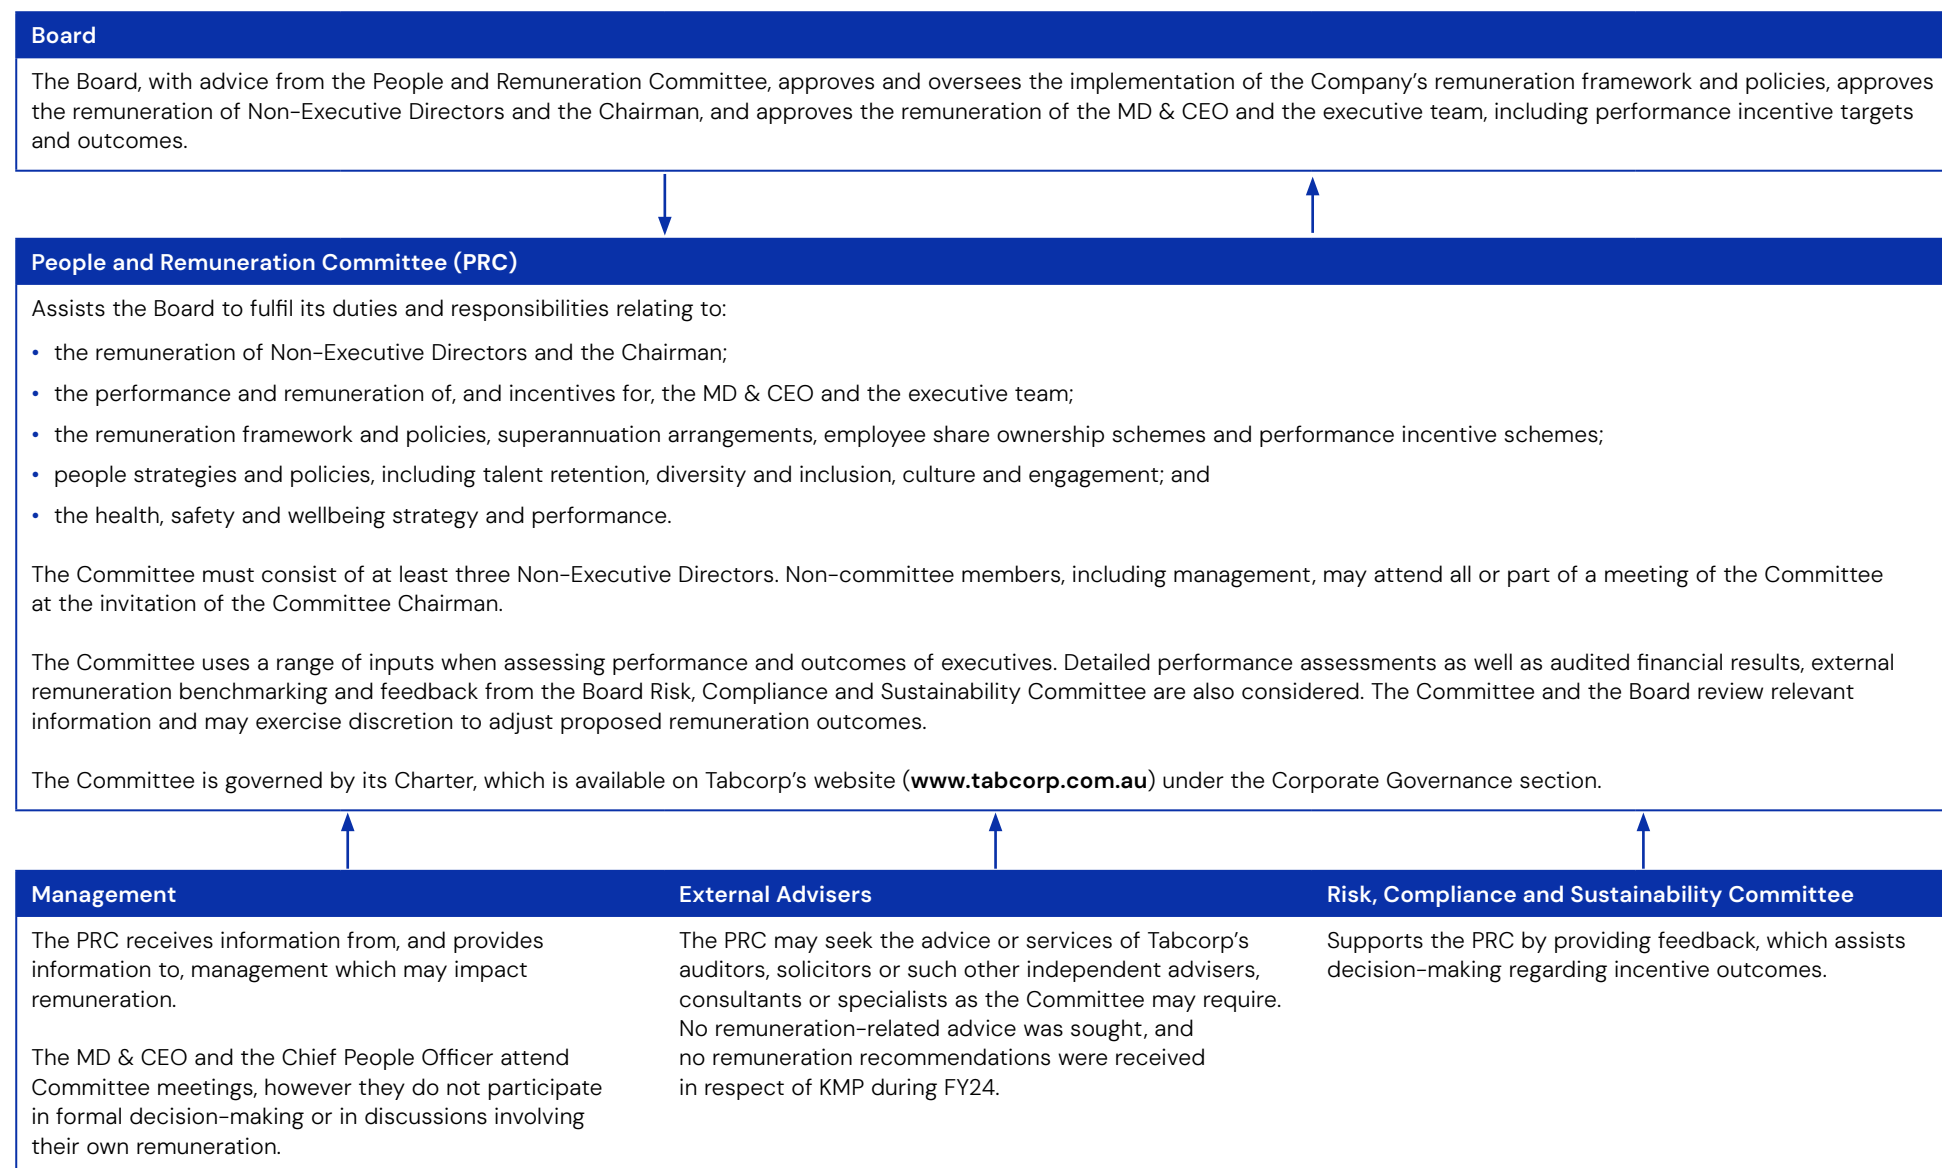 Board
The Board, with advice from the People and Remuneration Committee, approves and oversees the implementation of the Company's remuneration framework and policies, approves
the remuneration of Non-Executive Directors and the Chairman, and approves the remuneration of the MD & CEO and the executive team, including performance incentive targets
and outcomes.
People and Remuneration Committee (PRC)
Assists the Board to fulfil its duties and responsibilities relating to:
• the remuneration of Non-Executive Directors and the Chairman;
• the performance and remuneration of, and incentives for, the MD & CEO and the executive team;
• the remuneration framework and policies, superannuation arrangements, employee share ownership schemes and performance incentive schemes;
• people strategies and policies, including talent retention, diversity and inclusion, culture and engagement; and
• the health, safety and wellbeing strategy and performance.
The Committee must consist of at least three Non-Executive Directors. Non-committee members, including management, may attend all or part of a meeting of the Committee
at the invitation of the Committee Chairman.
The Committee uses a range of inputs when assessing performance and outcomes of executives. Detailed performance assessments as well as audited financial results, external
remuneration benchmarking and feedback from the Board Risk, Compliance and Sustainability Committee are also considered. The Committee and the Board review relevant
information and may exercise discretion to adjust proposed remuneration outcomes.
The Committee is governed by its Charter, which is available on Tabcorp's website (www.tabcorp.com.au) under the Corporate Governance section.
Management
The PRC receives information from, and provides
information to, management which may impact
remuneration.
The MD & CEO and the Chief People Officer attend
Committee meetings, however they do not participate
in formal decision-making or in discussions involving
their own remuneration.
External Advisers
The PRC may seek the advice or services of Tabcorp's
auditors, solicitors or such other independent advisers,
consultants or specialists as the Committee may require.
No remuneration-related advice was sought, and
no remuneration recommendations were received
in respect of KMP during FY24.
Risk, Compliance and Sustainability Committee
Supports the PRC by providing feedback, which assists
decision-making regarding incentive outcomes.